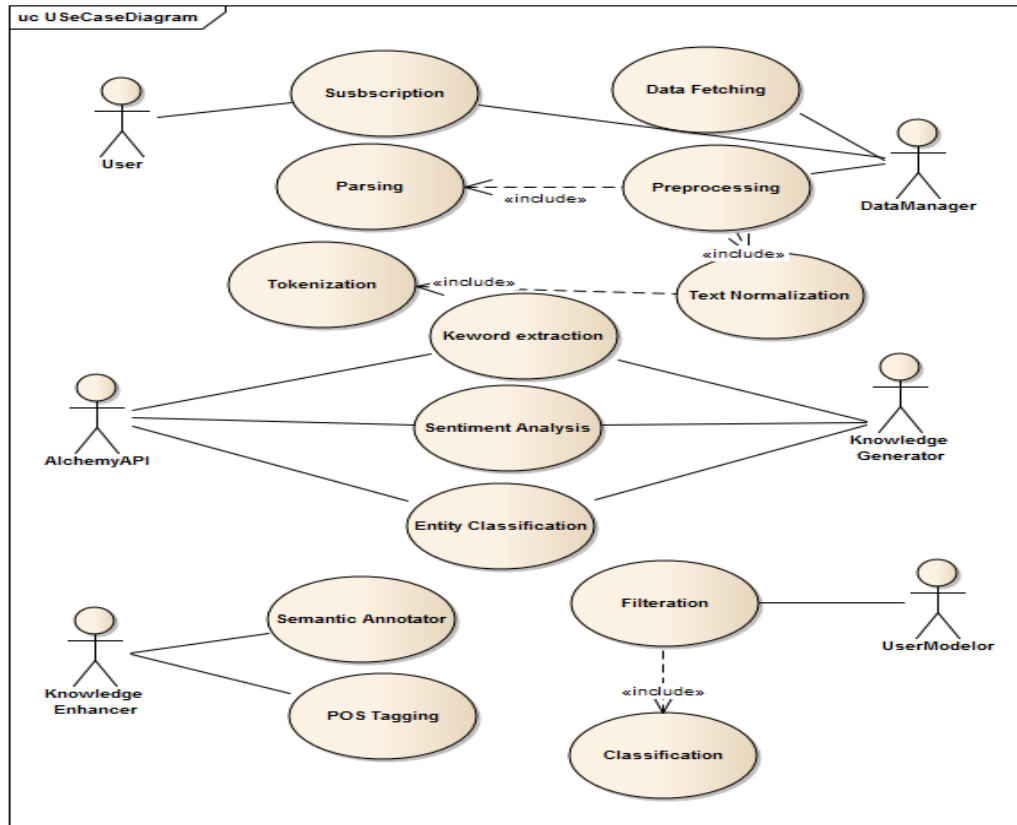 uc USeCaseDiagram
Susbscription
Data Fetching
User
Parsing
«include»
Preprocessing
DataManager
«include»
Tokenization
«include»
Text Normalization
Keword extraction
AlchemyAPI
Sentiment Analysis
Knowledge
Generator
Entity Classification
Semantic Annotator
Filteration
UserModelor
Knowledge
Enhancer
POS Tagging
«include»
Classification